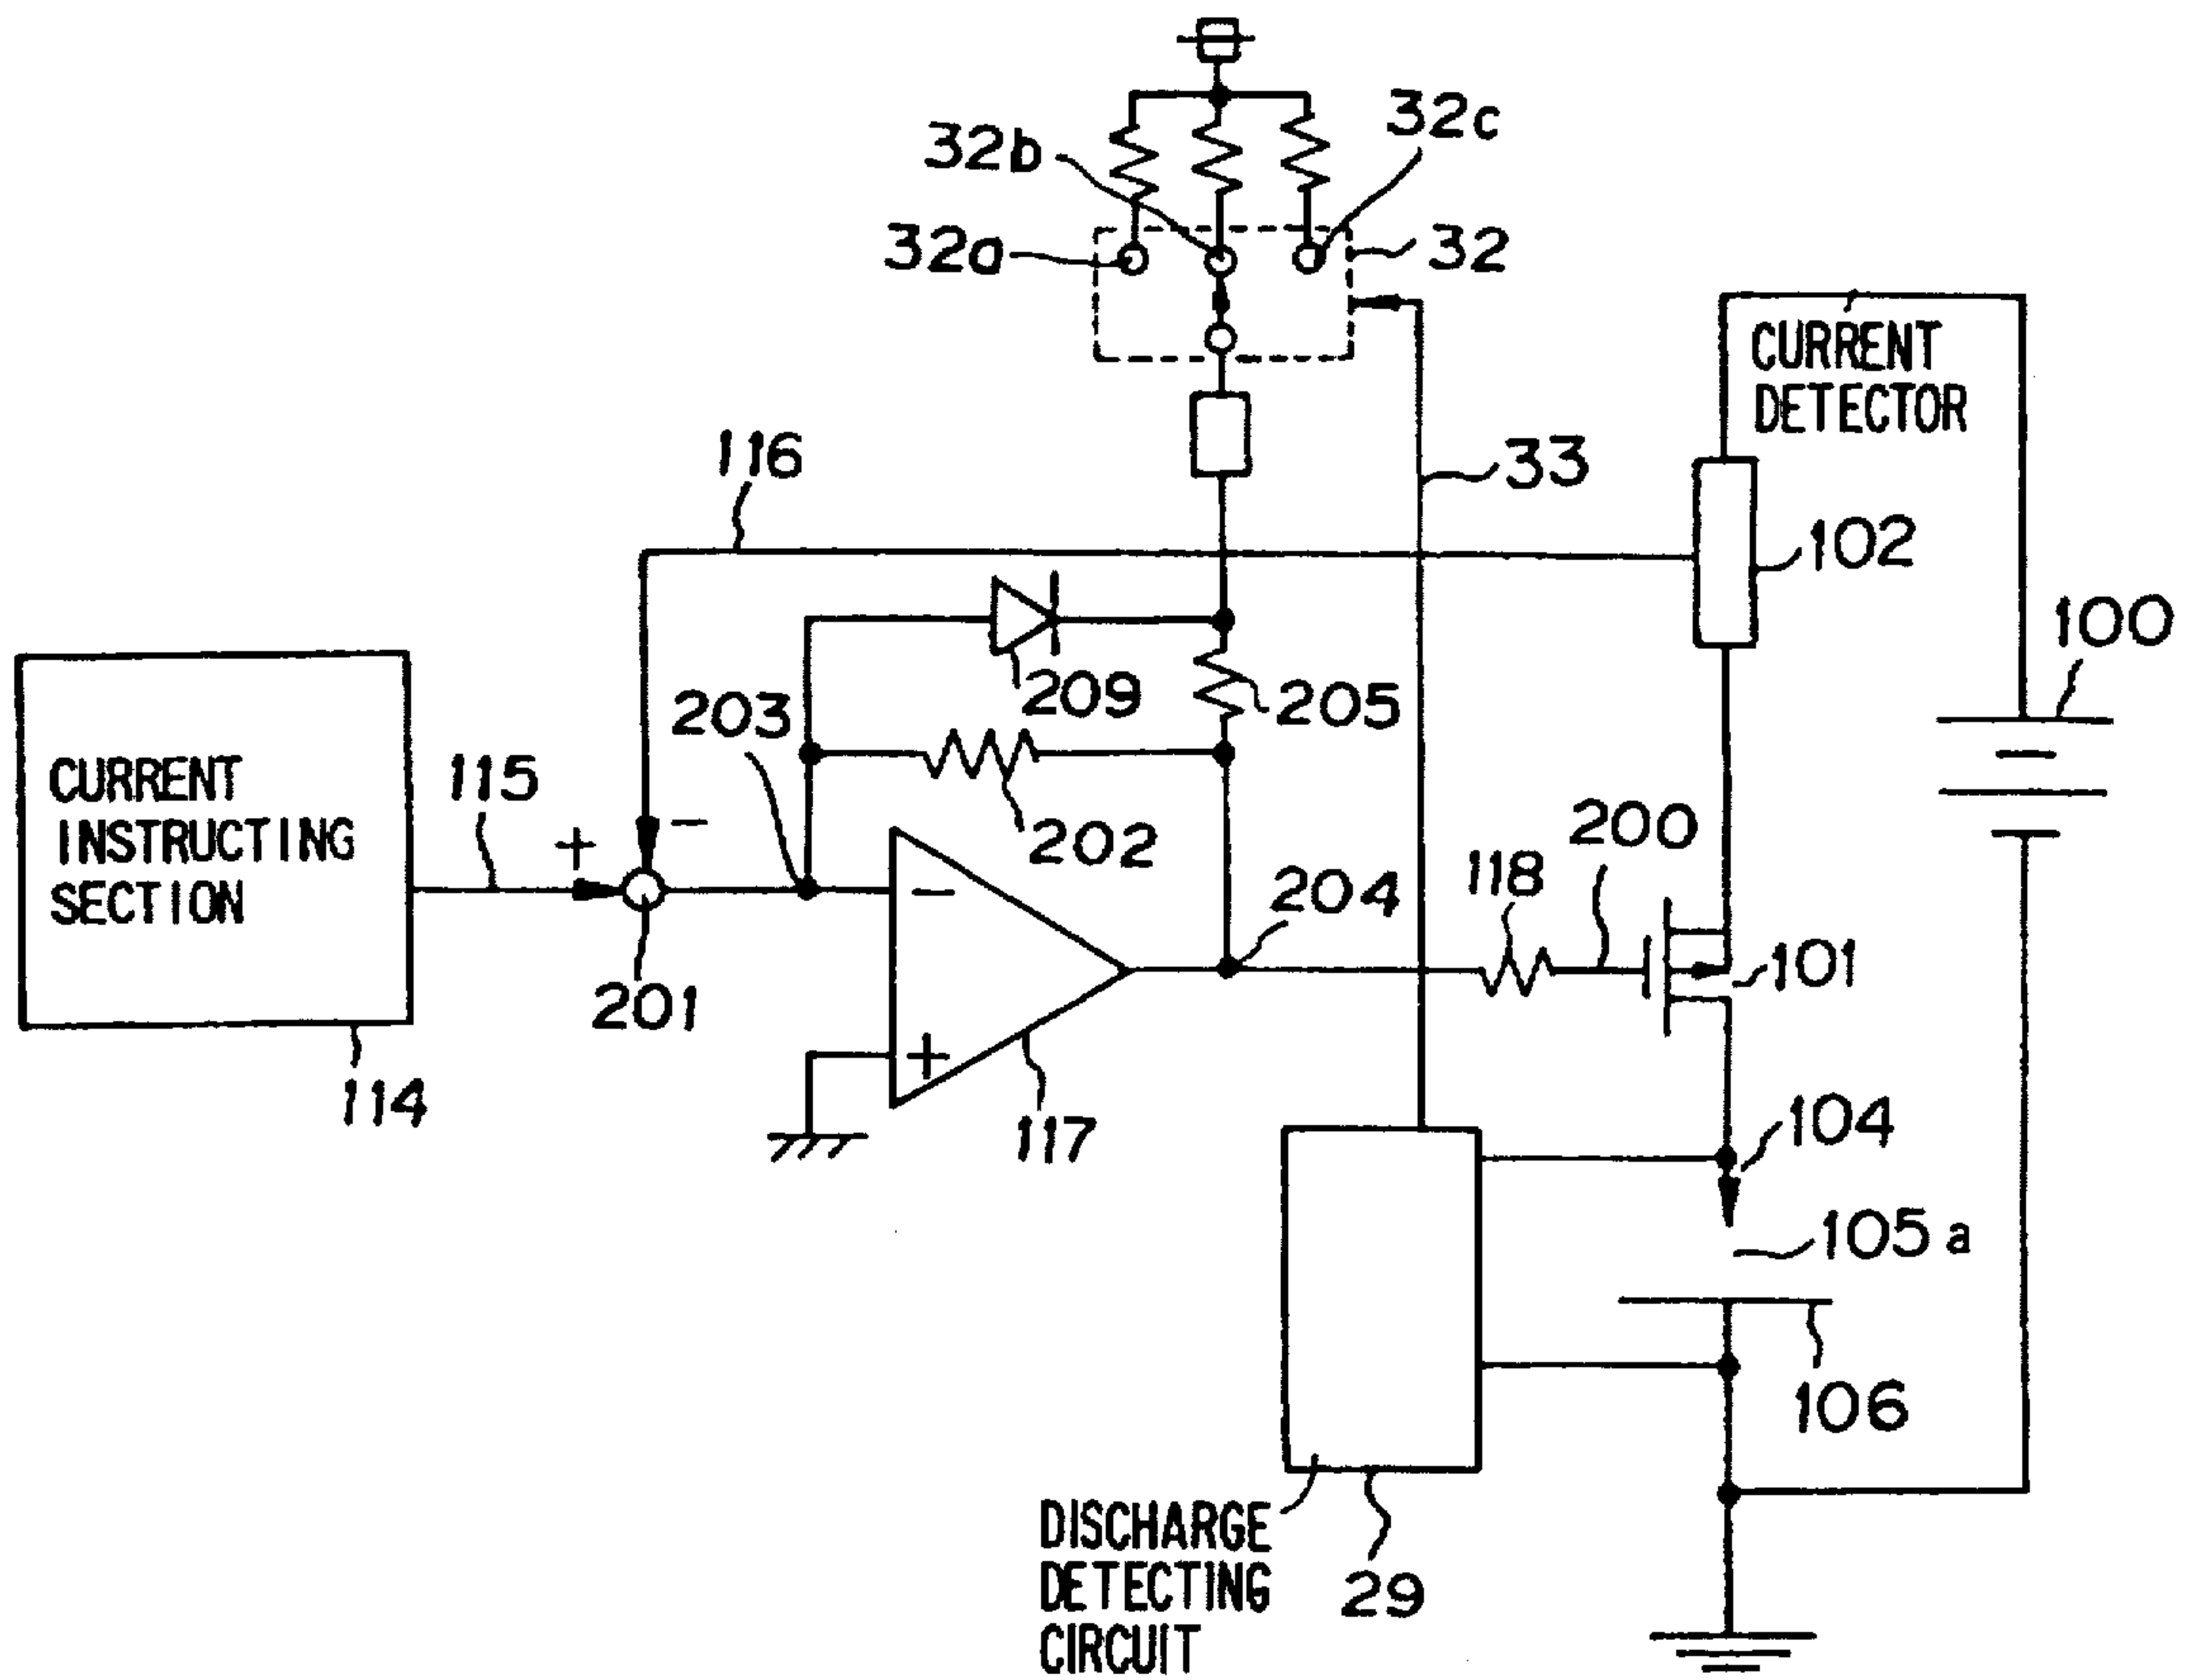 32b
32c
32a
32
CURRENT
DETECTOR
116
33
102
100
209
205
203
CURRENT
INSTRUCTING
SECTION
115
+
−
202
200
118
204
−
101
201
+
114
117
104
105a
106
DISCHARGE
DETECTING
CIRCUIT
29